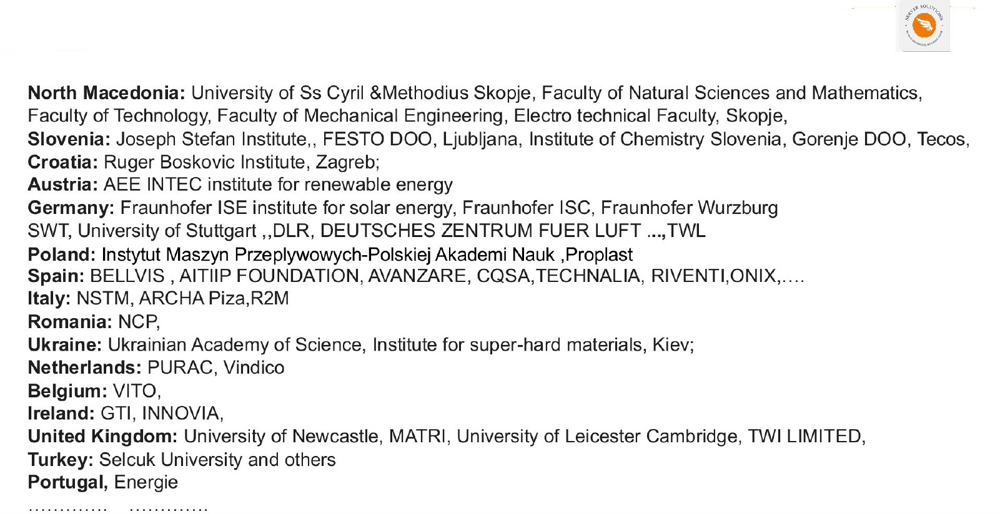 SERVER SOLUTIONS
North Macedonia: University of Ss Cyril &Methodius Skopje, Faculty of Natural Sciences and Mathematics,
Faculty of Technology, Faculty of Mechanical Engineering, Electro technical Faculty, Skopje,
Slovenia: Joseph Stefan Institute,, FESTO DOO, Ljubljana, Institute of Chemistry Slovenia, Gorenje DOO, Tecos,
Croatia: Ruger Boskovic Institute, Zagreb;
Austria: AEE INTEC institute for renewable energy
Germany: Fraunhofer ISE institute for solar energy, Fraunhofer ISC, Fraunhofer Wurzburg
SWT, University of Stuttgart ,,DLR, DEUTSCHES ZENTRUM FUER LUFT ...,TWL
Poland: Instytut Maszyn Przeplywowych-Polskiej Akademi Nauk ,Proplast
Spain: BELLVIS , AITIIP FOUNDATION, AVANZARE, CQSA,TECHNALIA, RIVENTI,ONIX,....
Italy: NSTM, ARCHA Piza,R2M
Romania: NCP,
Ukraine: Ukrainian Academy of Science, Institute for super-hard materials, Kiev;
Netherlands: PURAC, Vindico
Belgium: VITO,
Ireland: GTI, INNOVIA,
United Kingdom: University of Newcastle, MATRI, University of Leicester Cambridge, TWI LIMITED,
Turkey: Selcuk University and others
Portugal, Energie
............. .............